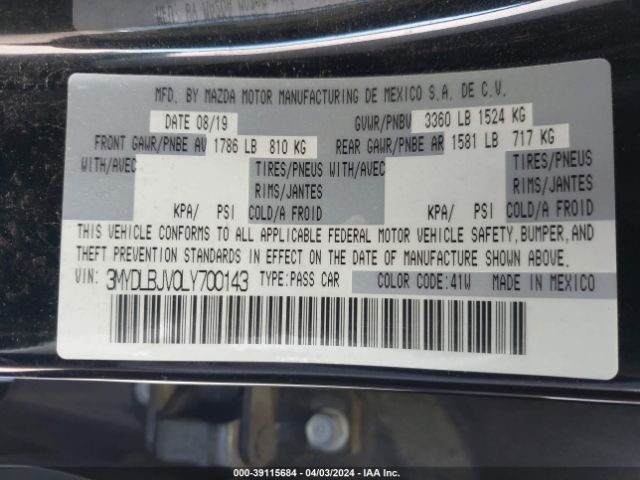 MFD. BY MAZDA MOTOR MANUFACTURING DE MEXICO S.A. DE C.V.
DATE 08/19 GVWR/PNBV 3360 LB 1524 KG
FRONT GAWR/PNBE AV 1786 LB 810 KG REAR GAWR/PNBE AR 1581 LB 717 KG
WITH/AVEC TIRES/PNEUS WITH/AVEC TIRES/PNEUS
RIMS/JANTES RIMS/JANTES
KPA/ PSI COLD/A FROID KPA/ PSI COLD/A FROID
THIS VEHICLE CONFORMS TO ALL APPLICABLE FEDERAL MOTOR VEHICLE SAFETY, BUMPER, AND
THEFT PREVENTION STANDARDS IN EFFECT ON THE DATE OF MANUFACTURE SHOWN ABOVE.
VIN: 3MYDLBJV0LY700143 TYPE:PASS CAR COLOR CODE:41W MADE IN MEXICO
000-39115684 - 04/03/2024 - IAA Inc.